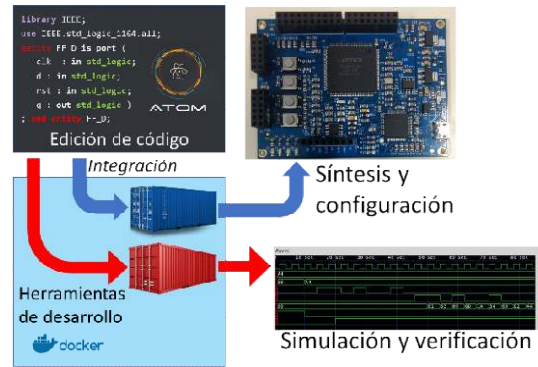 library IEEE;
use IEEE.std_logic_1164.all;
entity FF_D is port (
clk : in std_logic;
d : in std_logic;
rst : in std_logic;
q : out std_logic )
; end entity FF_D;
ATOM
Edición de código
Integración
Síntesis y
configuración
Herramientas
de desarrollo
docker
Simulación y verificación